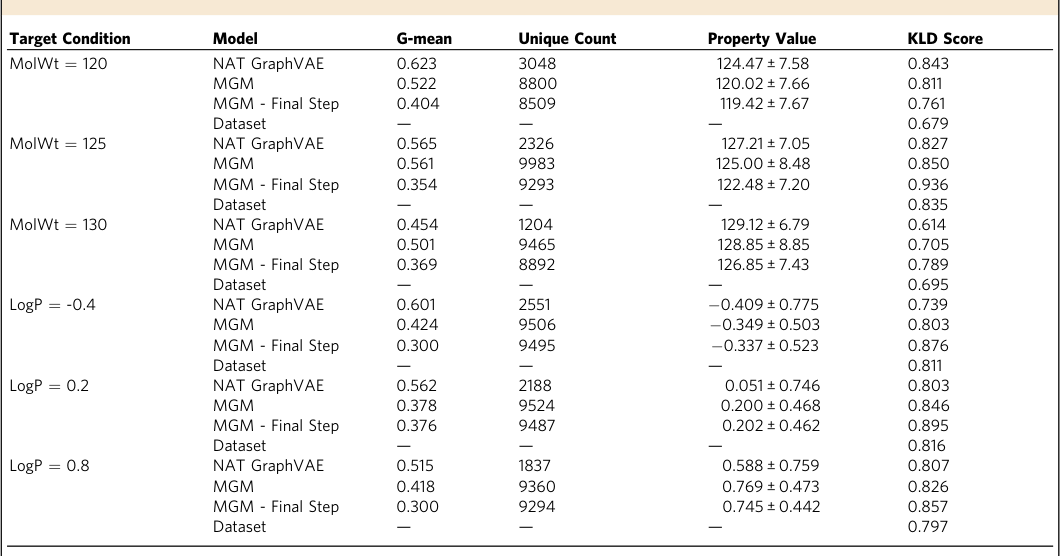 Target Condition Model G-mean Unique Count Property Value KLD Score
MolWt = 120 NAT GraphVAE 0.623 3048 124.47 ± 7.58 0.843
MGM 0.522 8800 120.02 ± 7.66 0.811
MGM - Final Step 0.404 8509 119.42 ± 7.67 0.761
Dataset — — — 0.679
MolWt = 125 NAT GraphVAE 0.565 2326 127.21 ± 7.05 0.827
MGM 0.561 9983 125.00 ± 8.48 0.850
MGM - Final Step 0.354 9293 122.48 ± 7.20 0.936
Dataset — — — 0.835
MolWt = 130 NAT GraphVAE 0.454 1204 129.12 ± 6.79 0.614
MGM 0.501 9465 128.85 ± 8.85 0.705
MGM - Final Step 0.369 8892 126.85 ± 7.43 0.789
Dataset — — — 0.695
LogP = -0.4 NAT GraphVAE 0.601 2551 −0.409 ± 0.775 0.739
MGM 0.424 9506 −0.349 ± 0.503 0.803
MGM - Final Step 0.300 9495 −0.337 ± 0.523 0.876
Dataset — — — 0.811
LogP = 0.2 NAT GraphVAE 0.562 2188 0.051 ± 0.746 0.803
MGM 0.378 9524 0.200 ± 0.468 0.846
MGM - Final Step 0.376 9487 0.202 ± 0.462 0.895
Dataset — — — 0.816
LogP = 0.8 NAT GraphVAE 0.515 1837 0.588 ± 0.759 0.807
MGM 0.418 9360 0.769 ± 0.473 0.826
MGM - Final Step 0.300 9294 0.745 ± 0.442 0.857
Dataset — — — 0.797